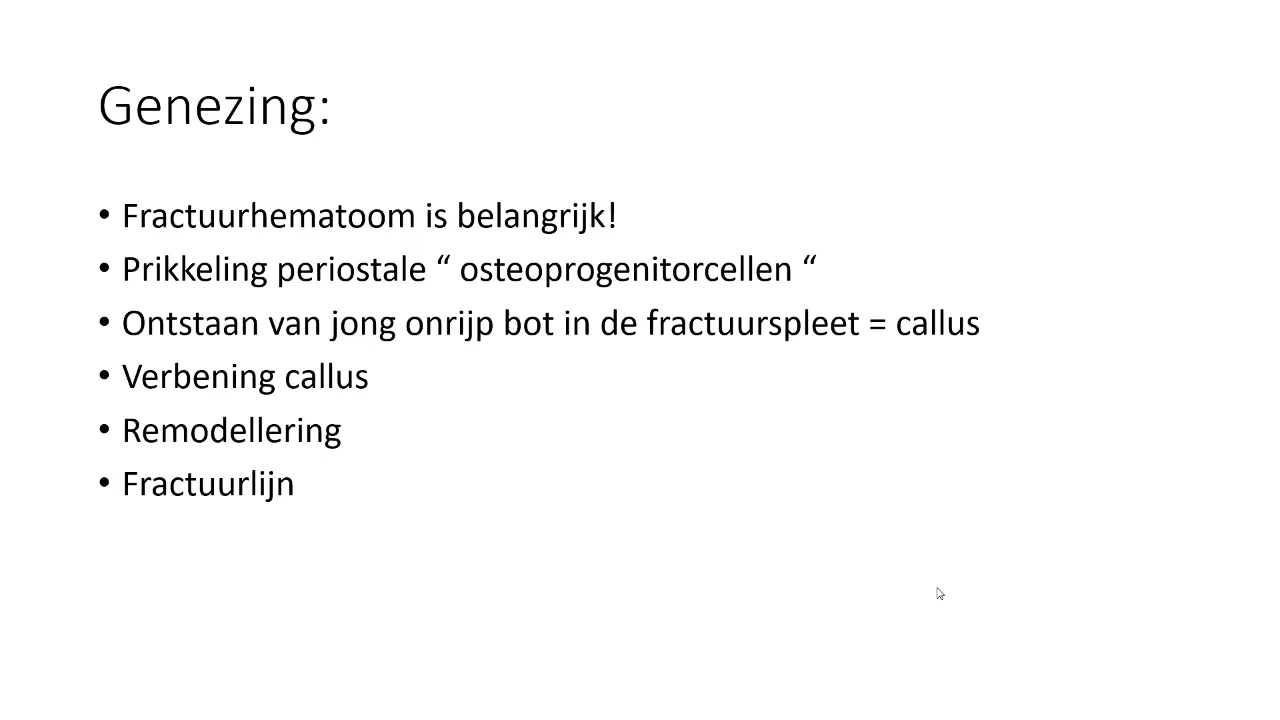 Genezing:
• Fractuurhematoom is belangrijk!
• Prikkeling periostale “ osteoprogenitorcellen “
• Ontstaan van jong onrijp bot in de fractuurspleet = callus
• Verbening callus
• Remodellering
• Fractuurlijn